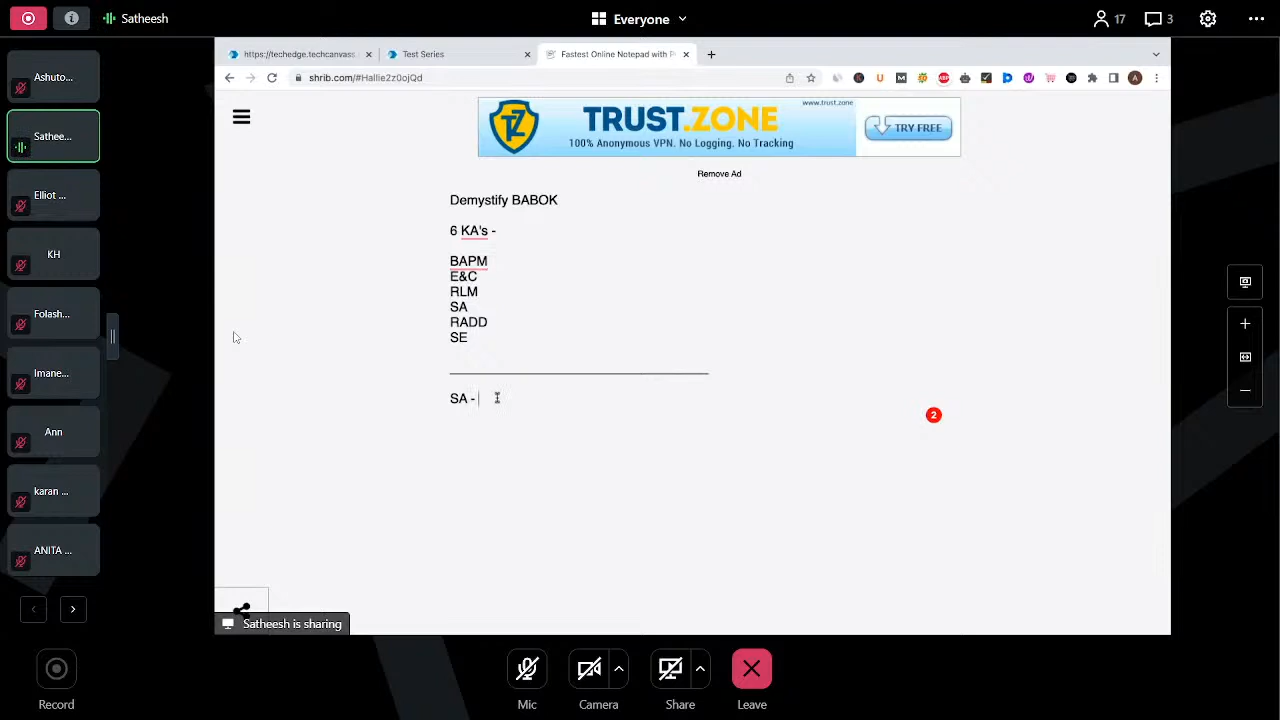 Satheesh
Everyone
17
3
Ashuto...
Sathee...
Elliot ...
KH
Folash...
Imane...
Ann
karan ...
ANITA ...
https://techedge.techcanvass.
Test Series
Fastest Online Notepad with P
shrib.com/#Hallie2z0ojQd
A
TZ
TRUST.ZONE
www.trust.zone
100% Anonymous VPN. No Logging. No Tracking
TRY FREE
Remove Ad
Demystify BABOK
6 KA's -
BAPM
E&C
RLM
SA
RADD
SE
SA -
2
Satheesh is sharing
Record
Mic
Camera
Share
Leave